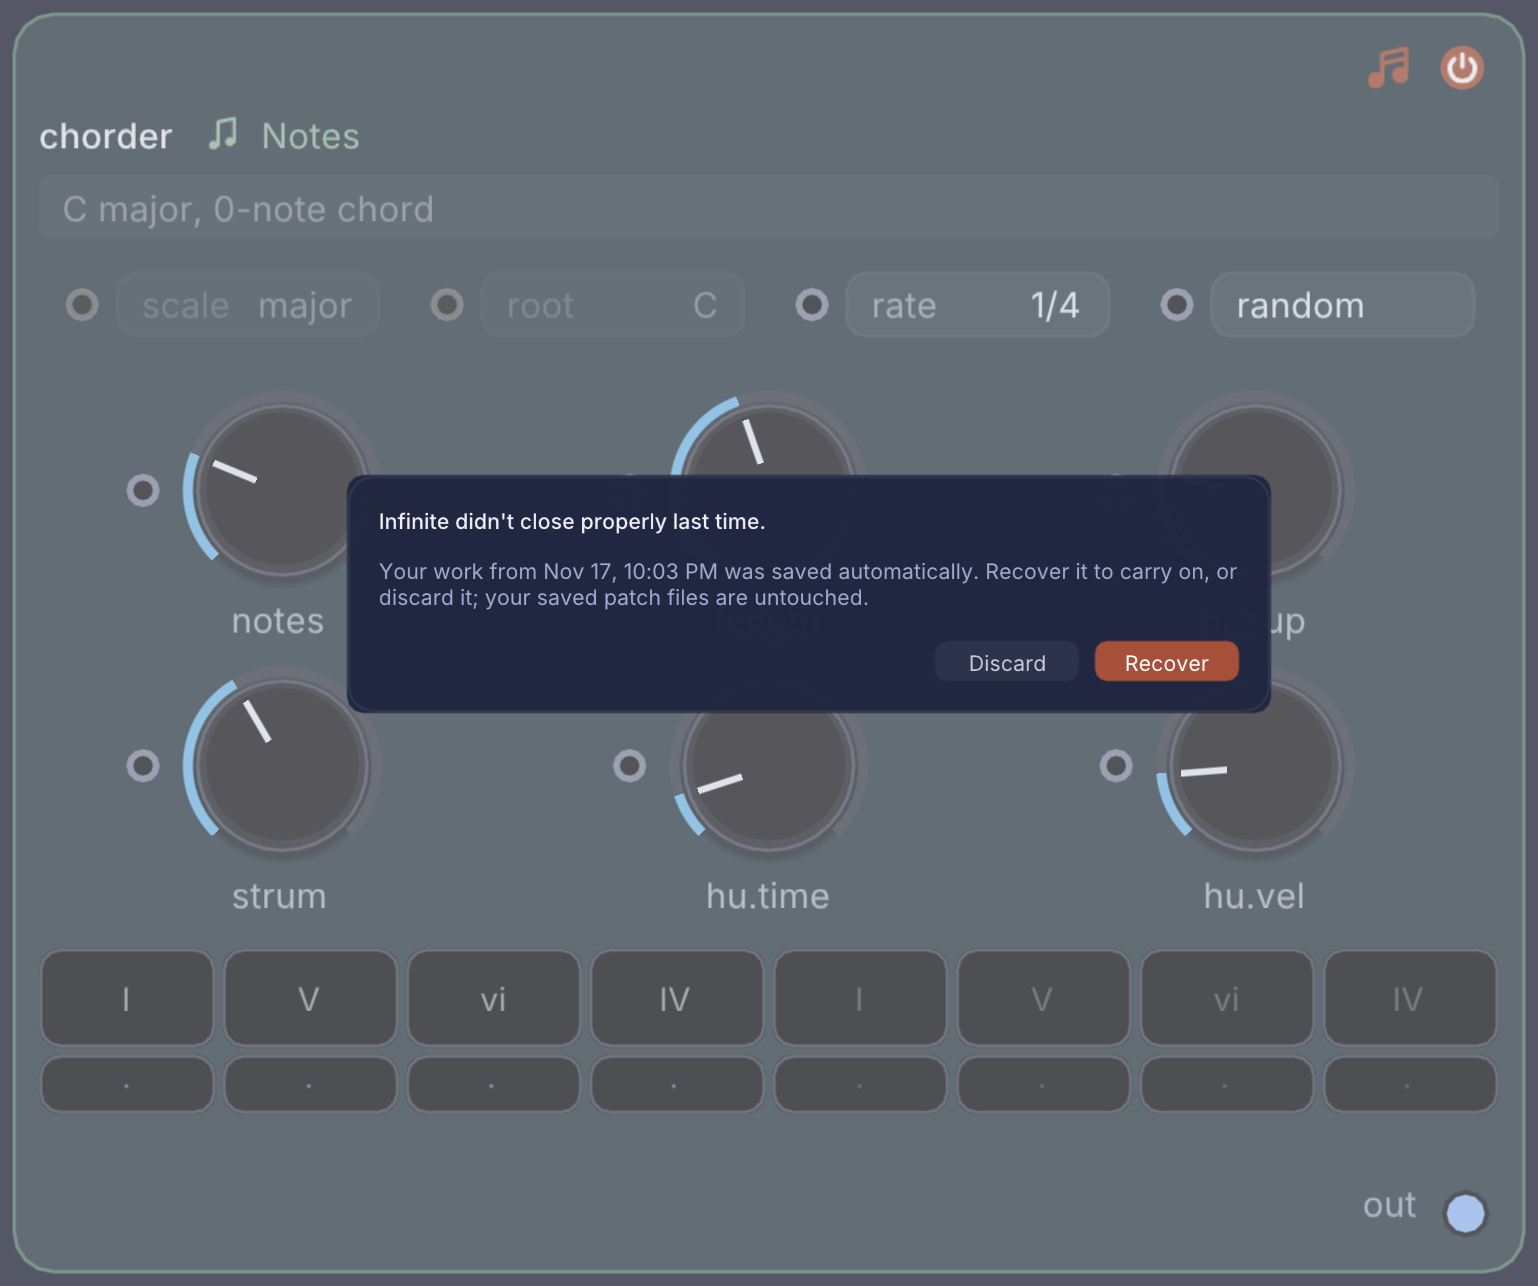 chorder Notes
C major, 0-note chord
scale major root C rate 1/4 random
Infinite didn't close properly last time.
Your work from Nov 17, 10:03 PM was saved automatically. Recover it to carry on, or
discard it; your saved patch files are untouched.
Discard Recover
notes length oct up
strum hu.time hu.vel
I V vi IV I V vi IV
· · · · · · · ·
out